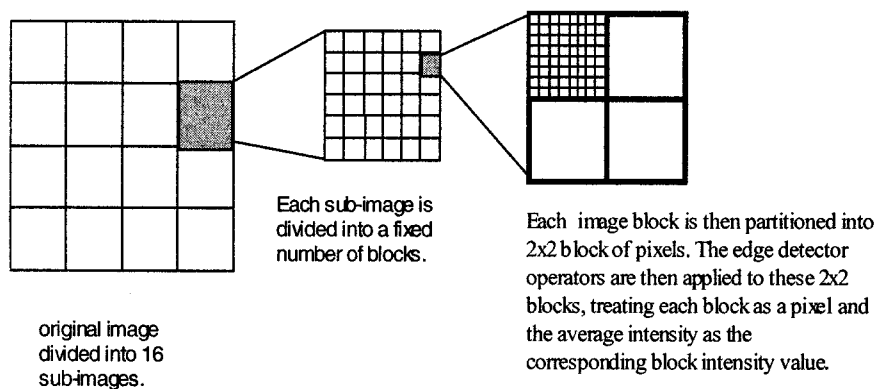 original image
divided into 16
sub-images.
Each sub-image is
divided into a fixed
number of blocks.
Each image block is then partitioned into
2x2 block of pixels. The edge detector
operators are then applied to these 2x2
blocks, treating each block as a pixel and
the average intensity as the
corresponding block intensity value.